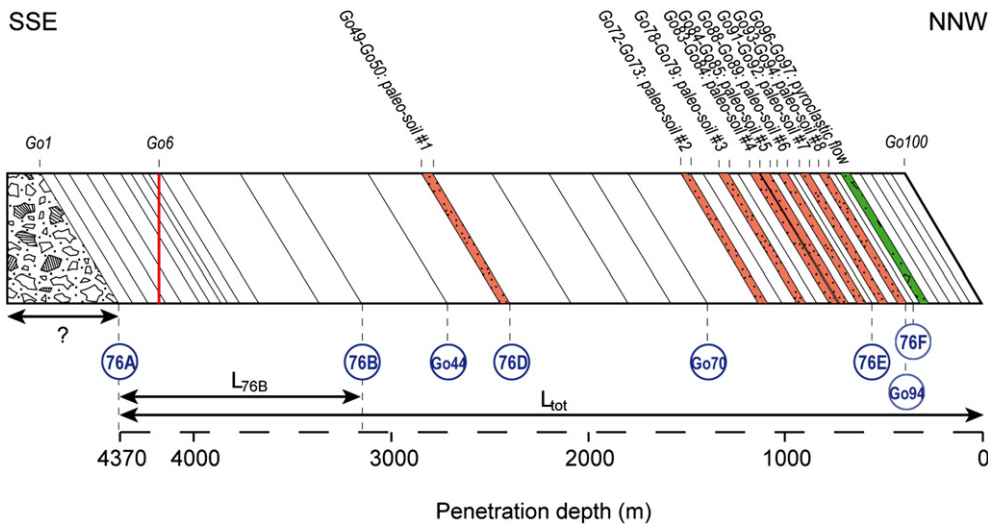 SSE
NNW
Go49-Go50: paleo-soil #1
Go72-Go73: paleo-soil #2
Go78-Go79: paleo-soil #3
Go83-Go84: paleo-soil #4
Go84-Go85: paleo-soil #5
Go88-Go89: paleo-soil #6
Go91-Go92: paleo-soil #7
Go93-Go94: paleo-soil #8
Go96-Go97: pyroclastic flow
Go1
Go6
Go100
?
76A
76B
Go44
76D
Go70
76E
76F
Go94
L76B
Ltot
4370
4000
3000
2000
1000
0
Penetration depth (m)